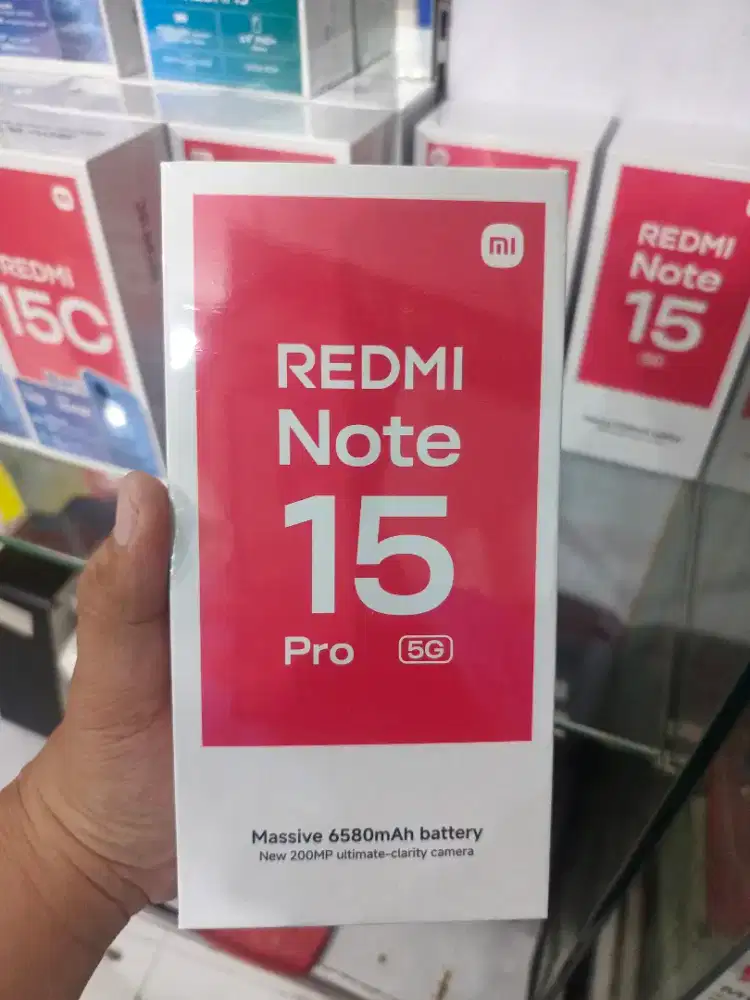 mi
REDMI
Note
15
Pro 5G
Massive 6580mAh battery
New 200MP ultimate-clarity camera
REDMI
15C
REDMI
Note
15
5G